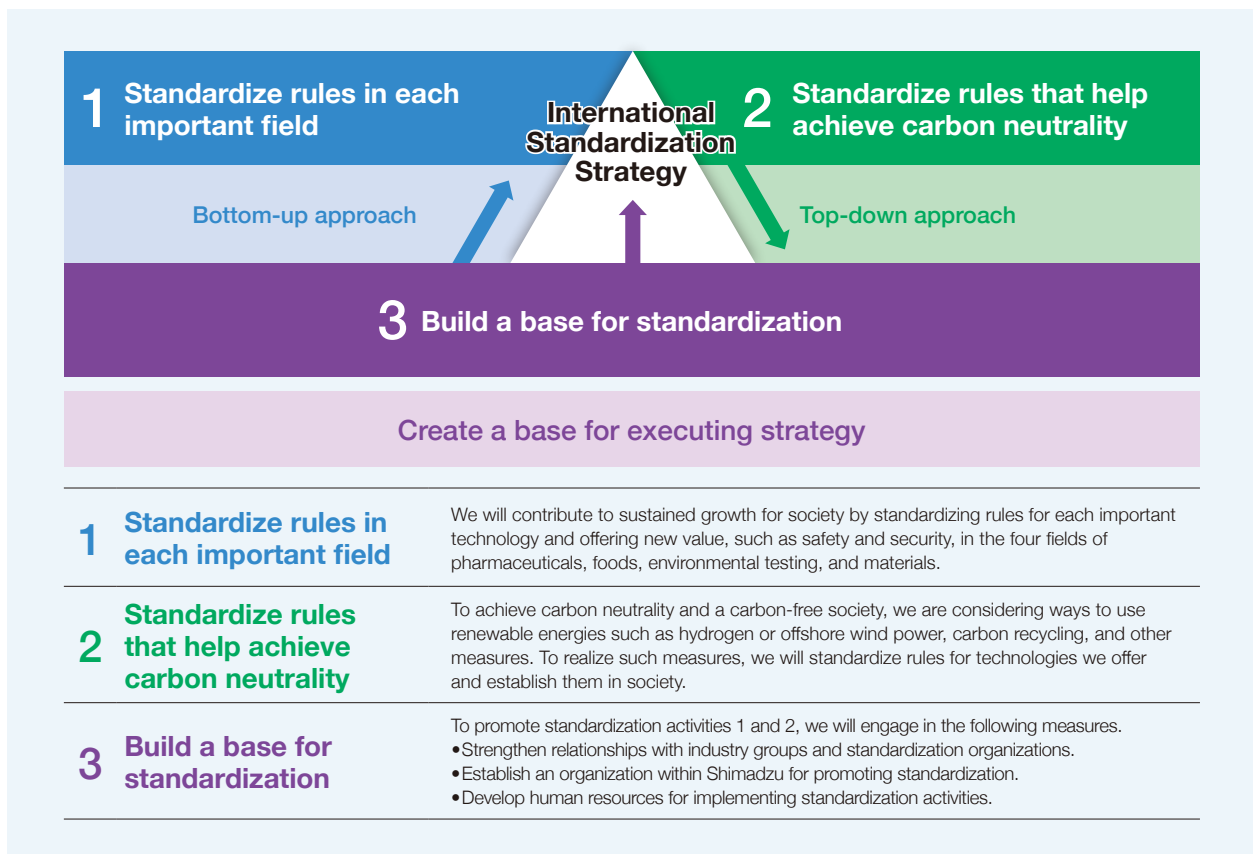 1 Standardize rules in each
important field
International
Standardization
Strategy
2 Standardize rules that help
achieve carbon neutrality
Bottom-up approach
Top-down approach
3 Build a base for standardization
Create a base for executing strategy
1 Standardize rules in
each important field
We will contribute to sustained growth for society by standardizing rules for each important
technology and offering new value, such as safety and security, in the four fields of
pharmaceuticals, foods, environmental testing, and materials.
2 Standardize rules
that help achieve
carbon neutrality
To achieve carbon neutrality and a carbon-free society, we are considering ways to use
renewable energies such as hydrogen or offshore wind power, carbon recycling, and other
measures. To realize such measures, we will standardize rules for technologies we offer
and establish them in society.
3 Build a base for
standardization
To promote standardization activities 1 and 2, we will engage in the following measures.
•Strengthen relationships with industry groups and standardization organizations.
•Establish an organization within Shimadzu for promoting standardization.
•Develop human resources for implementing standardization activities.